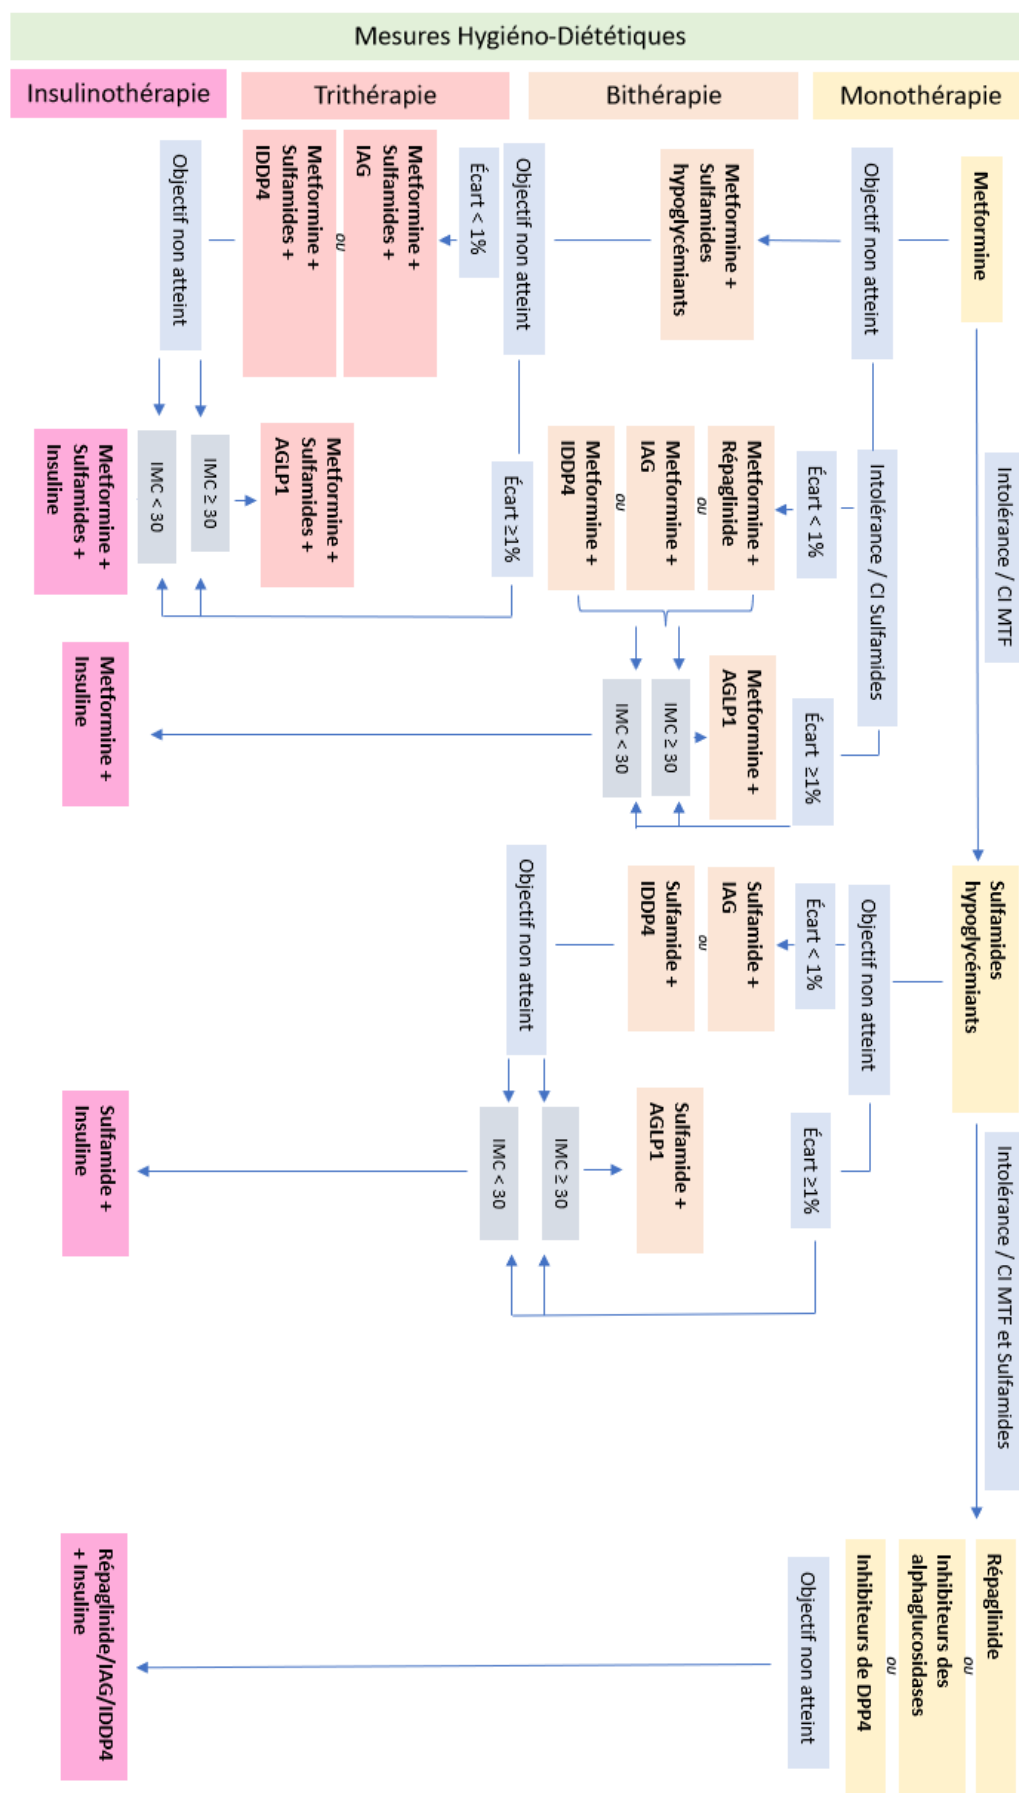 Mesures Hygiéno-Diététiques
Insulinothérapie
Trithérapie
Bithérapie
Monothérapie
Metformine
Intolérance / CI MTF
Sulfamides
hypoglycémiants
Intolérance / CI MTF et Sulfamides
Répaglinide
ou
Inhibiteurs des
alphaglucosidases
ou
Inhibiteurs de DPP4
Objectif non atteint
Intolérance / CI Sulfamides
Objectif non atteint
Objectif non atteint
Écart < 1%
Écart ≥1%
Écart < 1%
Écart ≥1%
Metformine +
Sulfamides
hypoglycémiants
Metformine +
Répaglinide
ou
Metformine +
IAG
ou
Metformine +
IDDP4
Metformine +
AGLP1
IMC ≥ 30
IMC < 30
Sulfamide +
IAG
ou
Sulfamide +
IDDP4
Sulfamide +
AGLP1
Objectif non atteint
IMC ≥ 30
IMC < 30
Objectif non atteint
Écart ≥1%
Écart < 1%
Metformine +
Sulfamides +
IAG
ou
Metformine +
Sulfamides +
IDDP4
Metformine +
Sulfamides +
AGLP1
Objectif non atteint
IMC ≥ 30
IMC < 30
Metformine +
Sulfamides +
Insuline
Metformine +
Insuline
Sulfamide +
Insuline
Répaglinide/IAG/IDDP4
+ Insuline